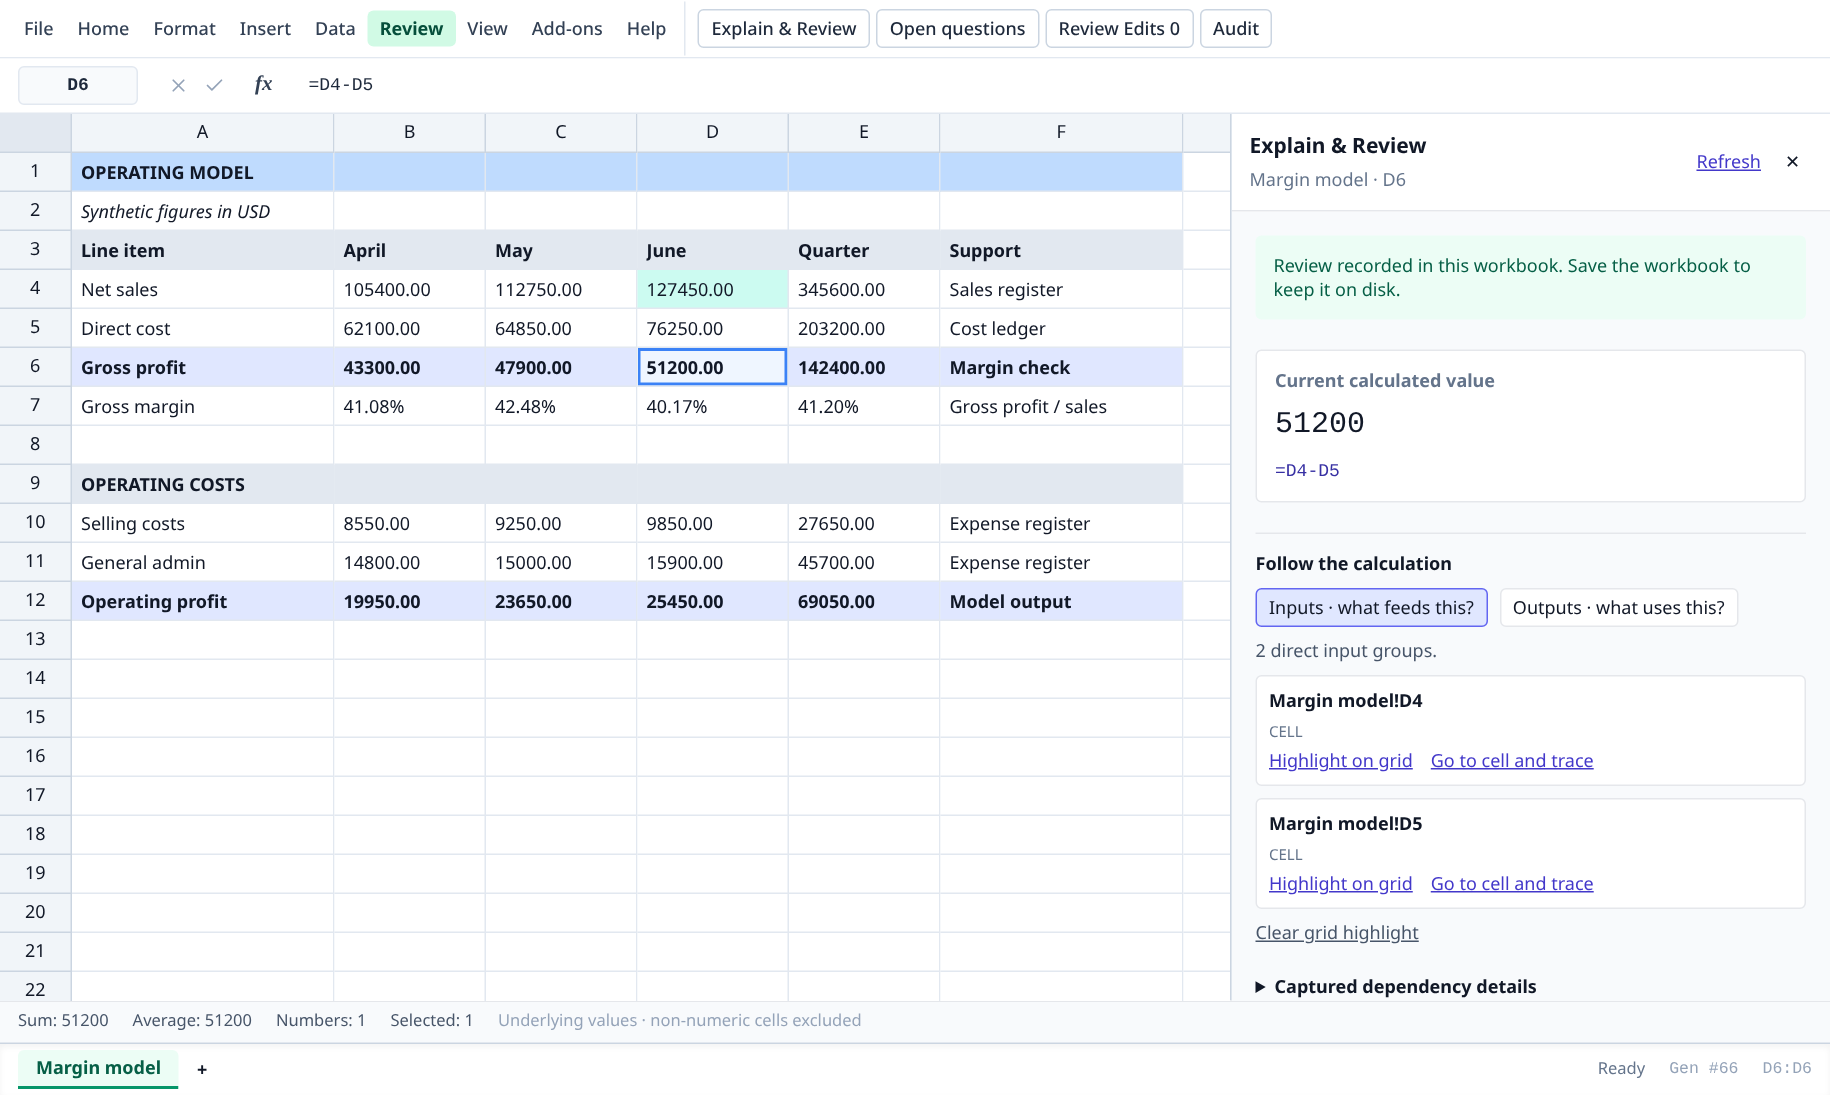 File Home Format Insert Data Review View Add-ons Help Explain & Review Open questions Review Edits 0 Audit
D6 fx =D4-D5
A B C D E F
1 OPERATING MODEL
2 Synthetic figures in USD
3 Line item April May June Quarter Support
4 Net sales 105400.00 112750.00 127450.00 345600.00 Sales register
5 Direct cost 62100.00 64850.00 76250.00 203200.00 Cost ledger
6 Gross profit 43300.00 47900.00 51200.00 142400.00 Margin check
7 Gross margin 41.08% 42.48% 40.17% 41.20% Gross profit / sales
8
9 OPERATING COSTS
10 Selling costs 8550.00 9250.00 9850.00 27650.00 Expense register
11 General admin 14800.00 15000.00 15900.00 45700.00 Expense register
12 Operating profit 19950.00 23650.00 25450.00 69050.00 Model output
13
14
15
16
17
18
19
20
21
22
Explain & Review
Margin model · D6
Refresh ×
Review recorded in this workbook. Save the workbook to
keep it on disk.
Current calculated value
51200
=D4-D5
Follow the calculation
Inputs · what feeds this? Outputs · what uses this?
2 direct input groups.
Margin model!D4
CELL
Highlight on grid Go to cell and trace
Margin model!D5
CELL
Highlight on grid Go to cell and trace
Clear grid highlight
▶ Captured dependency details
Sum: 51200 Average: 51200 Numbers: 1 Selected: 1 Underlying values · non-numeric cells excluded
Margin model + Ready Gen #66 D6:D6